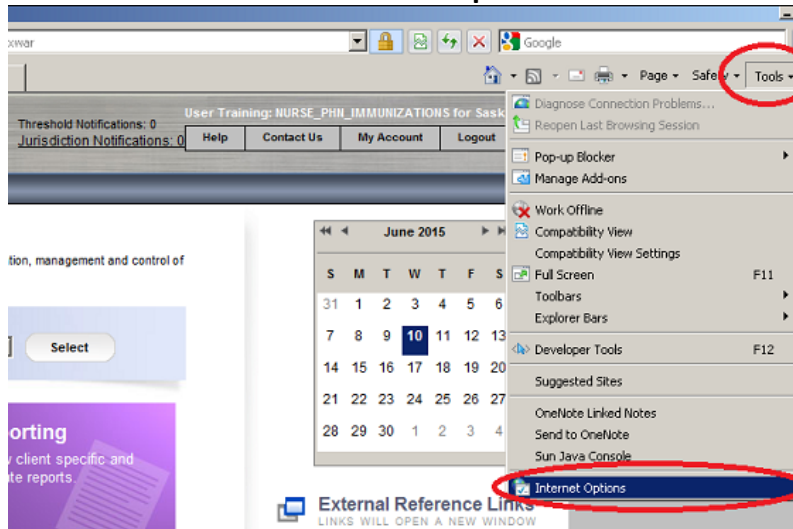 xwar
Google
Page
Safety
Tools
User Training: NURSE_PHN_IMMUNIZATIONS for Sask
Threshold Notifications: 0
Jurisdiction Notifications: 0
Help
Contact Us
My Account
Logout
Diagnose Connection Problems...
Reopen Last Browsing Session
Pop-up Blocker
Manage Add-ons
Work Offline
Compatibility View
Compatibility View Settings
Full Screen F11
Toolbars
Explorer Bars
Developer Tools F12
Suggested Sites
OneNote Linked Notes
Send to OneNote
Sun Java Console
Internet Options
tion, management and control of
Select
June 2015
S M T W T F S
31 1 2 3 4 5 6
7 8 9 10 11 12 13
14 15 16 17 18 19 20
21 22 23 24 25 26 27
28 29 30 1 2 3 4
orting
client specific and
te reports.
External Reference Links
LINKS WILL OPEN A NEW WINDOW